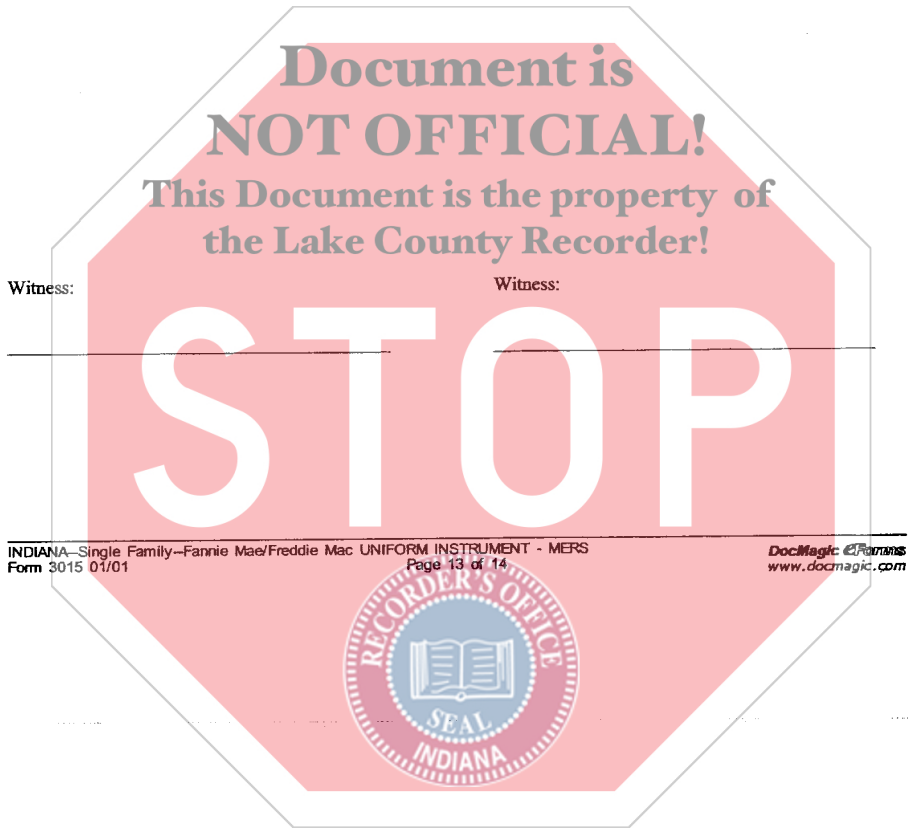 Document is
NOT OFFICIAL!
This Document is the property of
the Lake County Recorder!
Witness: Witness:
STOP
INDIANA--Single Family--Fannie Mae/Freddie Mac UNIFORM INSTRUMENT - MERS DocMagic eForms
Form 3015 01/01 Page 13 of 14 www.docmagic.com
RECORDER'S OFFICE
SEAL
INDIANA